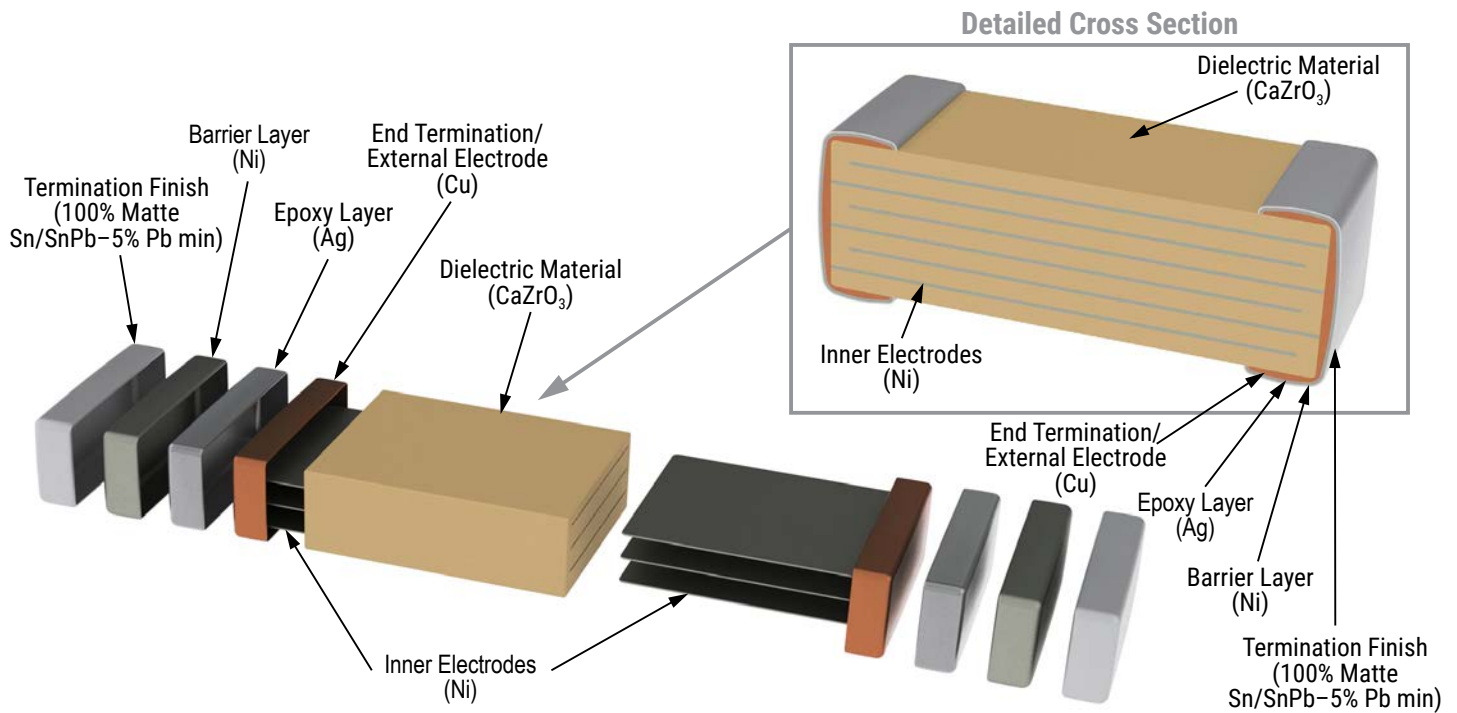 Detailed Cross Section
Dielectric Material
(CaZrO₃)
Inner Electrodes
(Ni)
Barrier Layer
(Ni)
End Termination/
External Electrode
(Cu)
Termination Finish
(100% Matte
Sn/SnPb–5% Pb min)
Epoxy Layer
(Ag)
Dielectric Material
(CaZrO₃)
Inner Electrodes
(Ni)
End Termination/
External Electrode
(Cu)
Epoxy Layer
(Ag)
Barrier Layer
(Ni)
Termination Finish
(100% Matte
Sn/SnPb–5% Pb min)